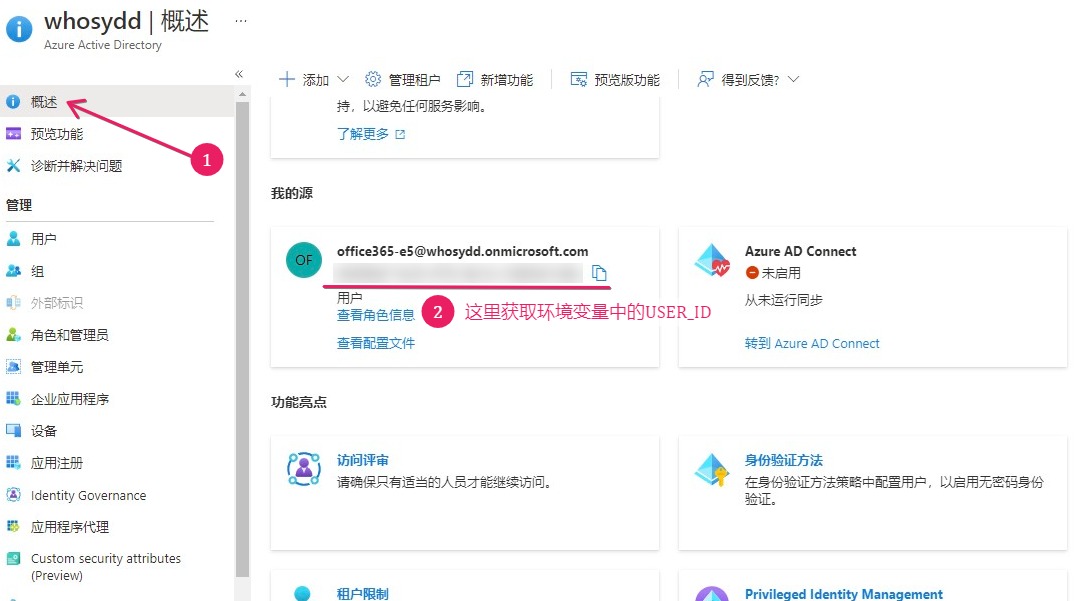 whosydd | 概述
...
Azure Active Directory
«
概述
预览功能
诊断并解决问题
管理
用户
组
外部标识
角色和管理员
管理单元
企业应用程序
设备
应用注册
Identity Governance
应用程序代理
Custom security attributes
(Preview)
1
添加
管理租户
新增功能
预览版功能
得到反馈?
持，以避免任何服务影响。
了解更多
我的源
OF
office365-e5@whosydd.onmicrosoft.com
用户
查看角色信息
2
这里获取环境变量中的USER_ID
查看配置文件
Azure AD Connect
未启用
从未运行同步
转到 Azure AD Connect
功能亮点
访问评审
请确保只有适当的人员才能继续访问。
身份验证方法
在身份验证方法策略中配置用户，以启用无密码身份
验证。
租户限制
Privileged Identity Management